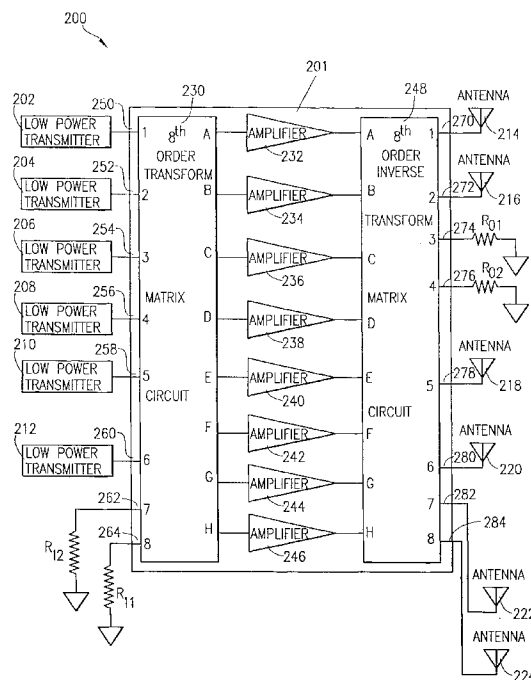 200
201
202
LOW POWER
TRANSMITTER
204
LOW POWER
TRANSMITTER
206
LOW POWER
TRANSMITTER
208
LOW POWER
TRANSMITTER
210
LOW POWER
TRANSMITTER
212
LOW POWER
TRANSMITTER
250
252
254
256
258
260
262
264
R12
R11
230
1
2
3
4
5
6
7
8
8th
ORDER
TRANSFORM
MATRIX
CIRCUIT
A
B
C
D
E
F
G
H
AMPLIFIER
232
AMPLIFIER
234
AMPLIFIER
236
AMPLIFIER
238
AMPLIFIER
240
AMPLIFIER
242
AMPLIFIER
244
AMPLIFIER
246
248
A
B
C
D
E
F
G
H
8th
ORDER
INVERSE
TRANSFORM
MATRIX
CIRCUIT
1
2
3
4
5
6
7
8
270
272
274
276
278
280
282
284
ANTENNA
214
ANTENNA
216
R01
R02
ANTENNA
218
ANTENNA
220
ANTENNA
222
ANTENNA
224